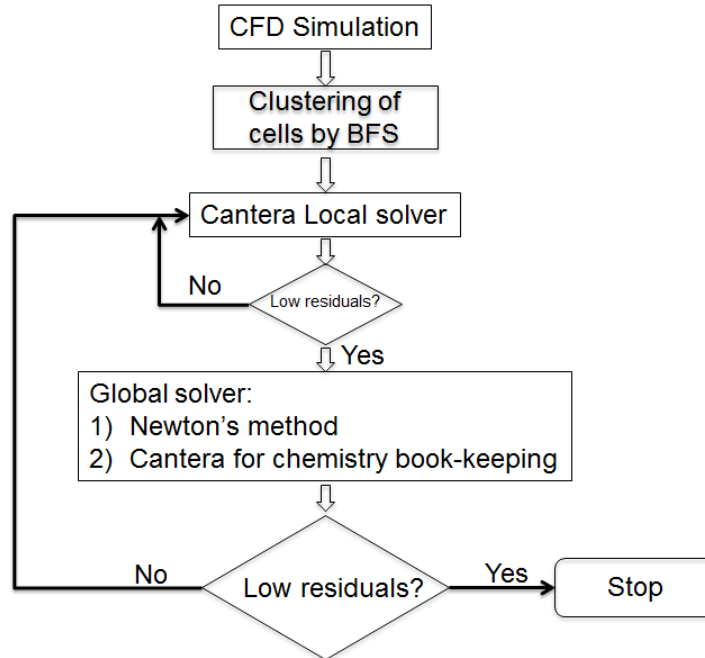 CFD Simulation
Clustering of
cells by BFS
Cantera Local solver
No
Low residuals?
Yes
Global solver:
1) Newton's method
2) Cantera for chemistry book-keeping
No
Low residuals?
Yes
Stop